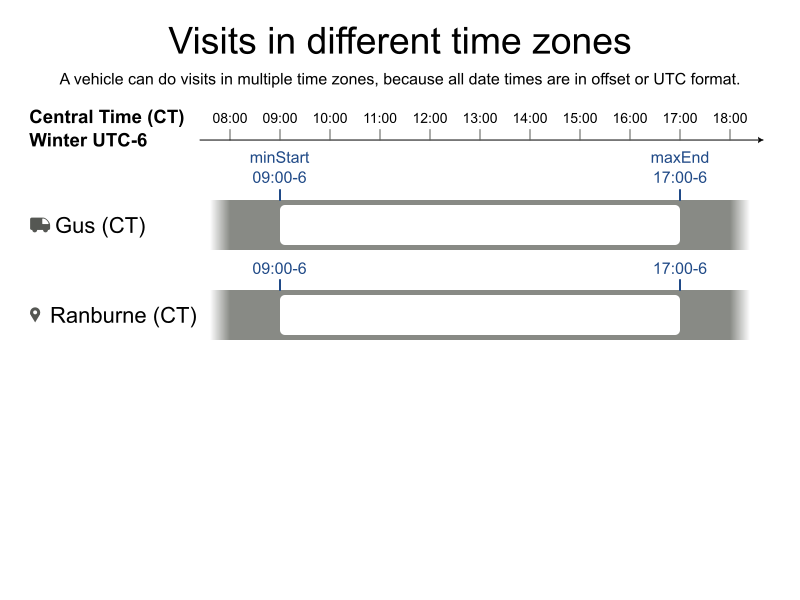 Visits in different time zones
A vehicle can do visits in multiple time zones, because all date times are in offset or UTC format.
Central Time (CT)
Winter UTC-6
08:00 09:00 10:00 11:00 12:00 13:00 14:00 15:00 16:00 17:00 18:00
minStart maxEnd
09:00-6 17:00-6
Gus (CT)
09:00-6 17:00-6
Ranburne (CT)